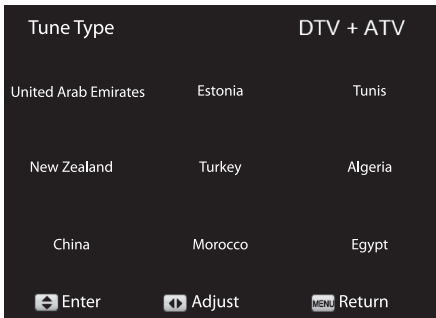 Tune Type DTV + ATV
United Arab Emirates Estonia Tunis
New Zealand Turkey Algeria
China Morocco Egypt
Enter Adjust MENU Return